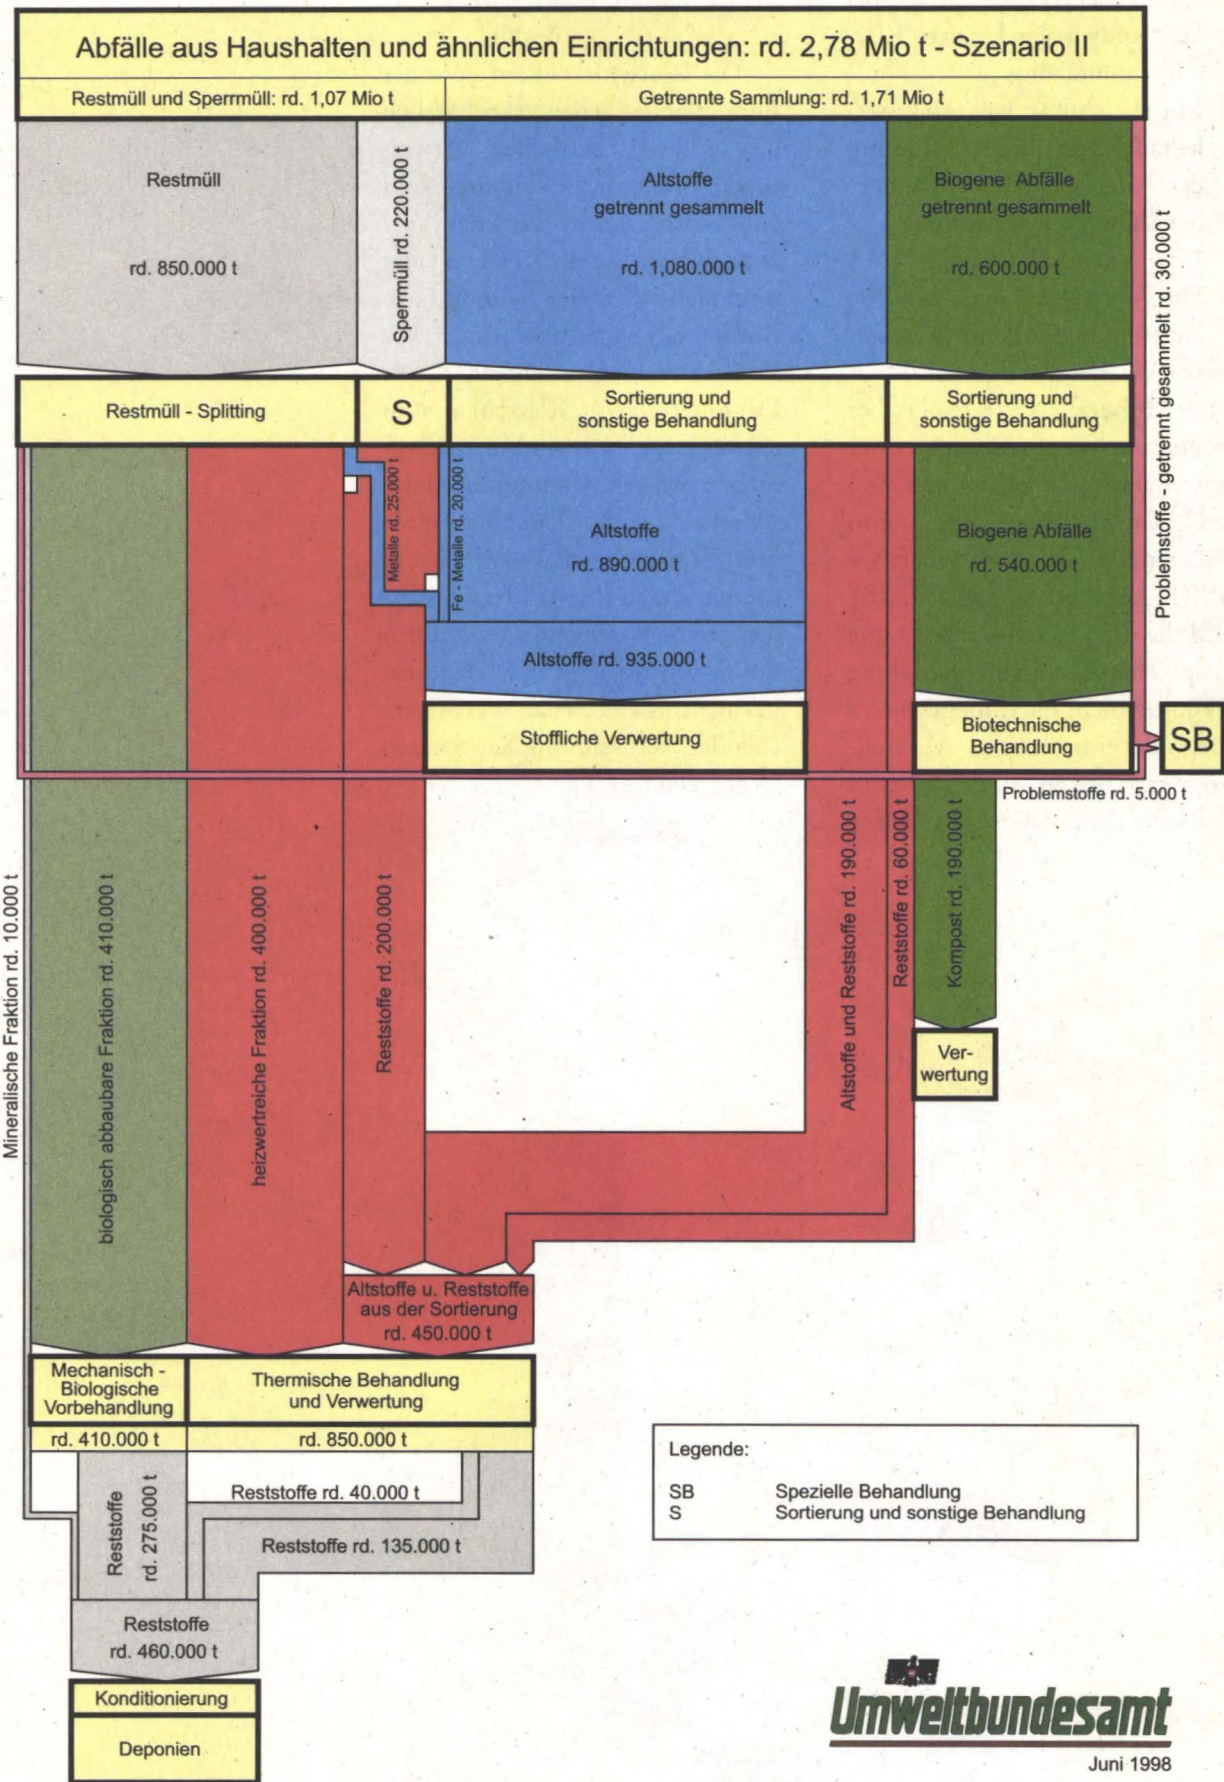 Abfälle aus Haushalten und ähnlichen Einrichtungen: rd. 2,78 Mio t - Szenario II
Restmüll und Sperrmüll: rd. 1,07 Mio t
Getrennte Sammlung: rd. 1,71 Mio t
Restmüll
rd. 850.000 t
Sperrmüll rd. 220.000 t
Altstoffe
getrennt gesammelt
rd. 1,080.000 t
Biogene Abfälle
getrennt gesammelt
rd. 600.000 t
Problemstoffe - getrennt gesammelt rd. 30.000 t
Restmüll - Splitting
S
Sortierung und
sonstige Behandlung
Sortierung und
sonstige Behandlung
Metalle rd. 25.000 t
Fe - Metalle rd. 20.000 t
Altstoffe
rd. 890.000 t
Biogene Abfälle
rd. 540.000 t
Altstoffe rd. 935.000 t
Stoffliche Verwertung
Biotechnische
Behandlung
SB
Problemstoffe rd. 5.000 t
Mineralische Fraktion rd. 10.000 t
biologisch abbaubare Fraktion rd. 410.000 t
heizwertreiche Fraktion rd. 400.000 t
Reststoffe rd. 200.000 t
Altstoffe und Reststoffe rd. 190.000 t
Reststoffe rd. 60.000 t
Kompost rd. 190.000 t
Ver-
wertung
Altstoffe u. Reststoffe
aus der Sortierung
rd. 450.000 t
Mechanisch -
Biologische
Vorbehandlung
Thermische Behandlung
und Verwertung
rd. 410.000 t
rd. 850.000 t
Reststoffe
rd. 275.000 t
Reststoffe rd. 40.000 t
Reststoffe rd. 135.000 t
Reststoffe
rd. 460.000 t
Konditionierung
Deponien
Legende:
SB Spezielle Behandlung
S Sortierung und sonstige Behandlung
Umweltbundesamt
Juni 1998